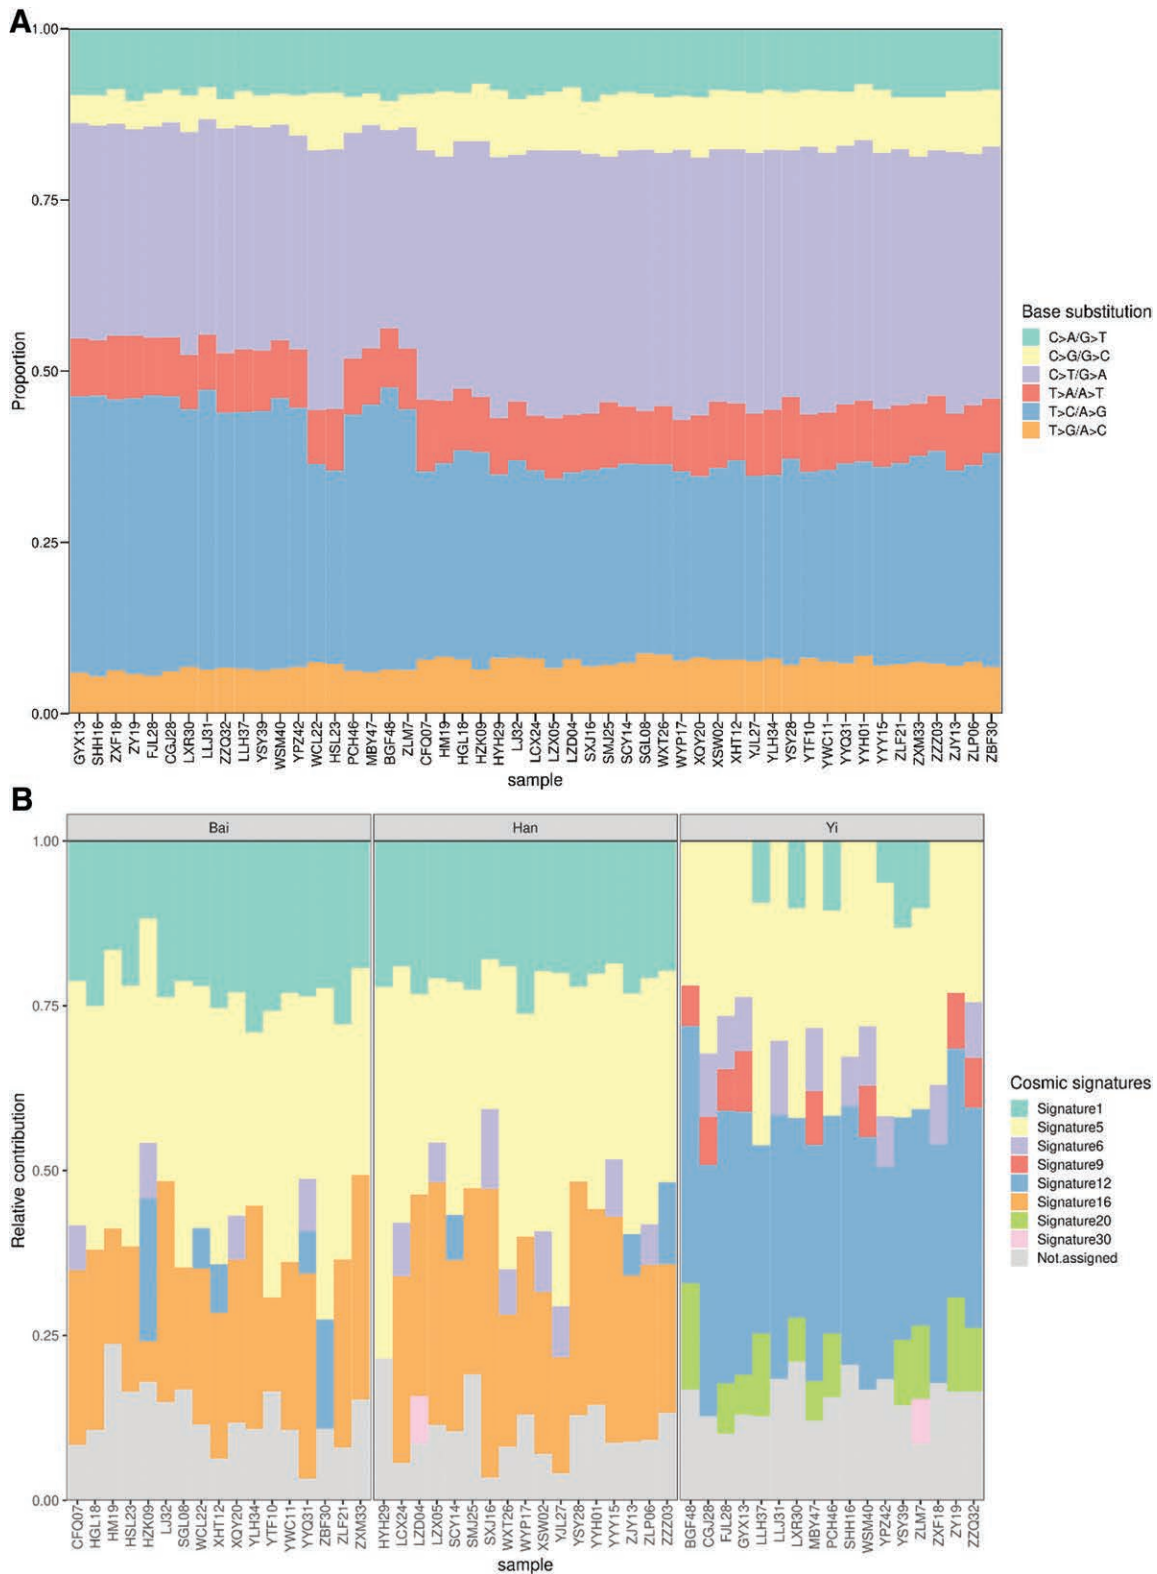 A
1.00
0.75
0.50
0.25
0.00
Proportion
GYX13 SHH16 ZXF18 ZY19 FJL28 CGJ28 LXR30 LLJ31 ZZQ32 LLH37 YSY39 WSM40 YPZ42 WCL22 HSL23 PCH46 MBY47 BGF48 ZLM7 CFQ07 HM19 HGL18 HZK09 HYH29 LJ32 LCX24 LZX05 LZD04 SXJ16 SMJ25 SCY14 SGL08 WXT26 WYP17 XQY20 XSW02 XHT12 YJL27 YLH34 YSY28 YTF10 YWC11 YYQ31 YYH01 YYY15 ZLF21 ZXM33 ZZZ03 ZJY13 ZLP06 ZBF30
sample
Base substitution
C>A/G>T
C>G/G>C
C>T/G>A
T>A/A>T
T>C/A>G
T>G/A>C
B
Bai Han Yi
1.00
0.75
0.50
0.25
0.00
Relative contribution
CFQ07 HGL18 HM19 HSL23 HZK09 LJ32 SGL08 WCL22 XHT12 XQY20 YLH34 YTF10 YWC11 YYQ31 ZBF30 ZLF21 ZXM33 HYH29 LCX24 LZD04 LZX05 SCY14 SMJ25 SXJ16 WXT26 WYP17 XSW02 YJL27 YSY28 YYH01 YYY15 ZJY13 ZLP06 ZZZ03 BGF48 CGJ28 FJL28 GYX13 LLH37 LLJ31 LXR30 MBY47 PCH46 SHH16 WSM40 YPZ42 YSY39 ZLM7 ZXF18 ZY19 ZZQ32
sample
Cosmic signatures
Signature1
Signature5
Signature6
Signature9
Signature12
Signature16
Signature20
Signature30
Not.assigned